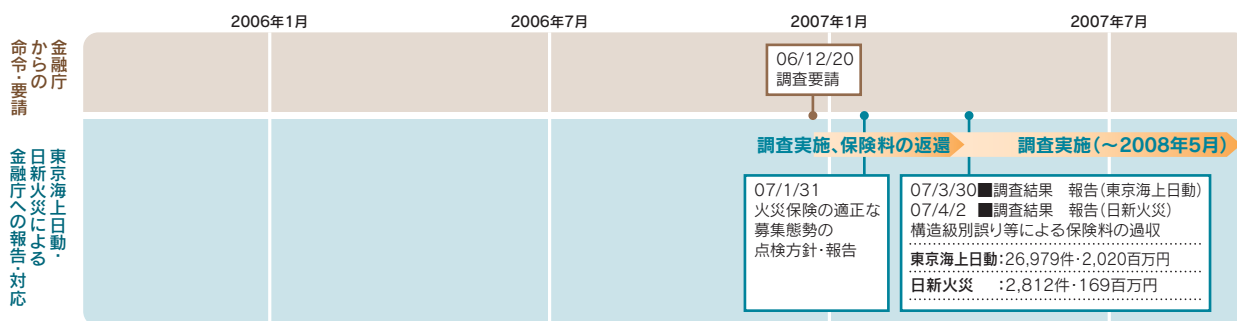 2006年1月
2006年7月
2007年1月
2007年7月
金融庁
からの
命令・要請
06/12/20
調査要請
東京海上日動・
日新火災による
金融庁への報告・対応
調査実施、保険料の返還
調査実施(～2008年5月)
07/1/31
火災保険の適正な
募集態勢の
点検方針・報告
07/3/30■調査結果　報告(東京海上日動)
07/4/2 ■調査結果　報告(日新火災)
構造級別誤り等による保険料の過収
東京海上日動:26,979件・2,020百万円
日新火災　:2,812件・169百万円